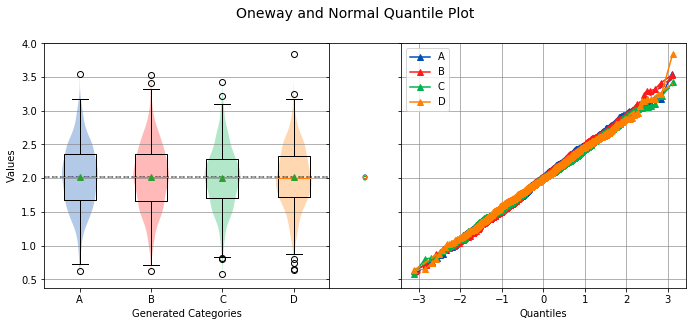 Oneway and Normal Quantile Plot
Values
4.0
3.5
3.0
2.5
2.0
1.5
1.0
0.5
A B C D
Generated Categories
A
B
C
D
−3 −2 −1 0 1 2 3
Quantiles